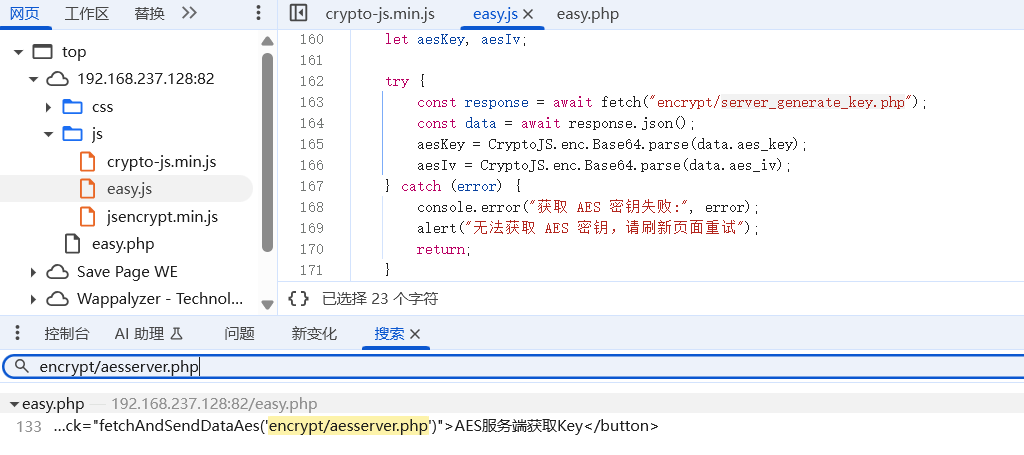 网页 工作区 替换 >>
crypto-js.min.js easy.js × easy.php
top
192.168.237.128:82
css
js
crypto-js.min.js
easy.js
jsencrypt.min.js
easy.php
Save Page WE
Wappalyzer - Technol...
160 let aesKey, aesIv;
161
162 try {
163 const response = await fetch("encrypt/server_generate_key.php");
164 const data = await response.json();
165 aesKey = CryptoJS.enc.Base64.parse(data.aes_key);
166 aesIv = CryptoJS.enc.Base64.parse(data.aes_iv);
167 } catch (error) {
168 console.error("获取 AES 密钥失败:", error);
169 alert("无法获取 AES 密钥，请刷新页面重试");
170 return;
171 }
{} 已选择 23 个字符
控制台 AI 助理 问题 新变化 搜索 ×
encrypt/aesserver.php
easy.php — 192.168.237.128:82/easy.php
133 ...ck="fetchAndSendDataAes('encrypt/aesserver.php')">AES服务端获取Key</button>